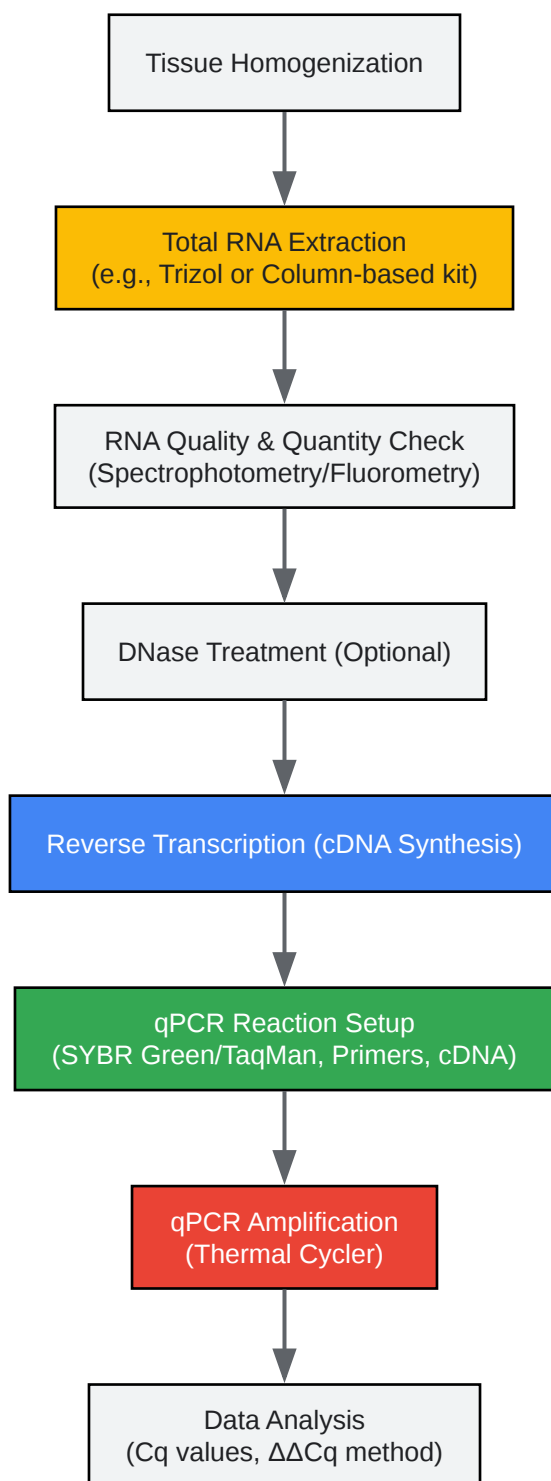 Tissue Homogenization
Total RNA Extraction
(e.g., Trizol or Column-based kit)
RNA Quality & Quantity Check
(Spectrophotometry/Fluorometry)
DNase Treatment (Optional)
Reverse Transcription (cDNA Synthesis)
qPCR Reaction Setup
(SYBR Green/TaqMan, Primers, cDNA)
qPCR Amplification
(Thermal Cycler)
Data Analysis
(Cq values, ΔΔCq method)